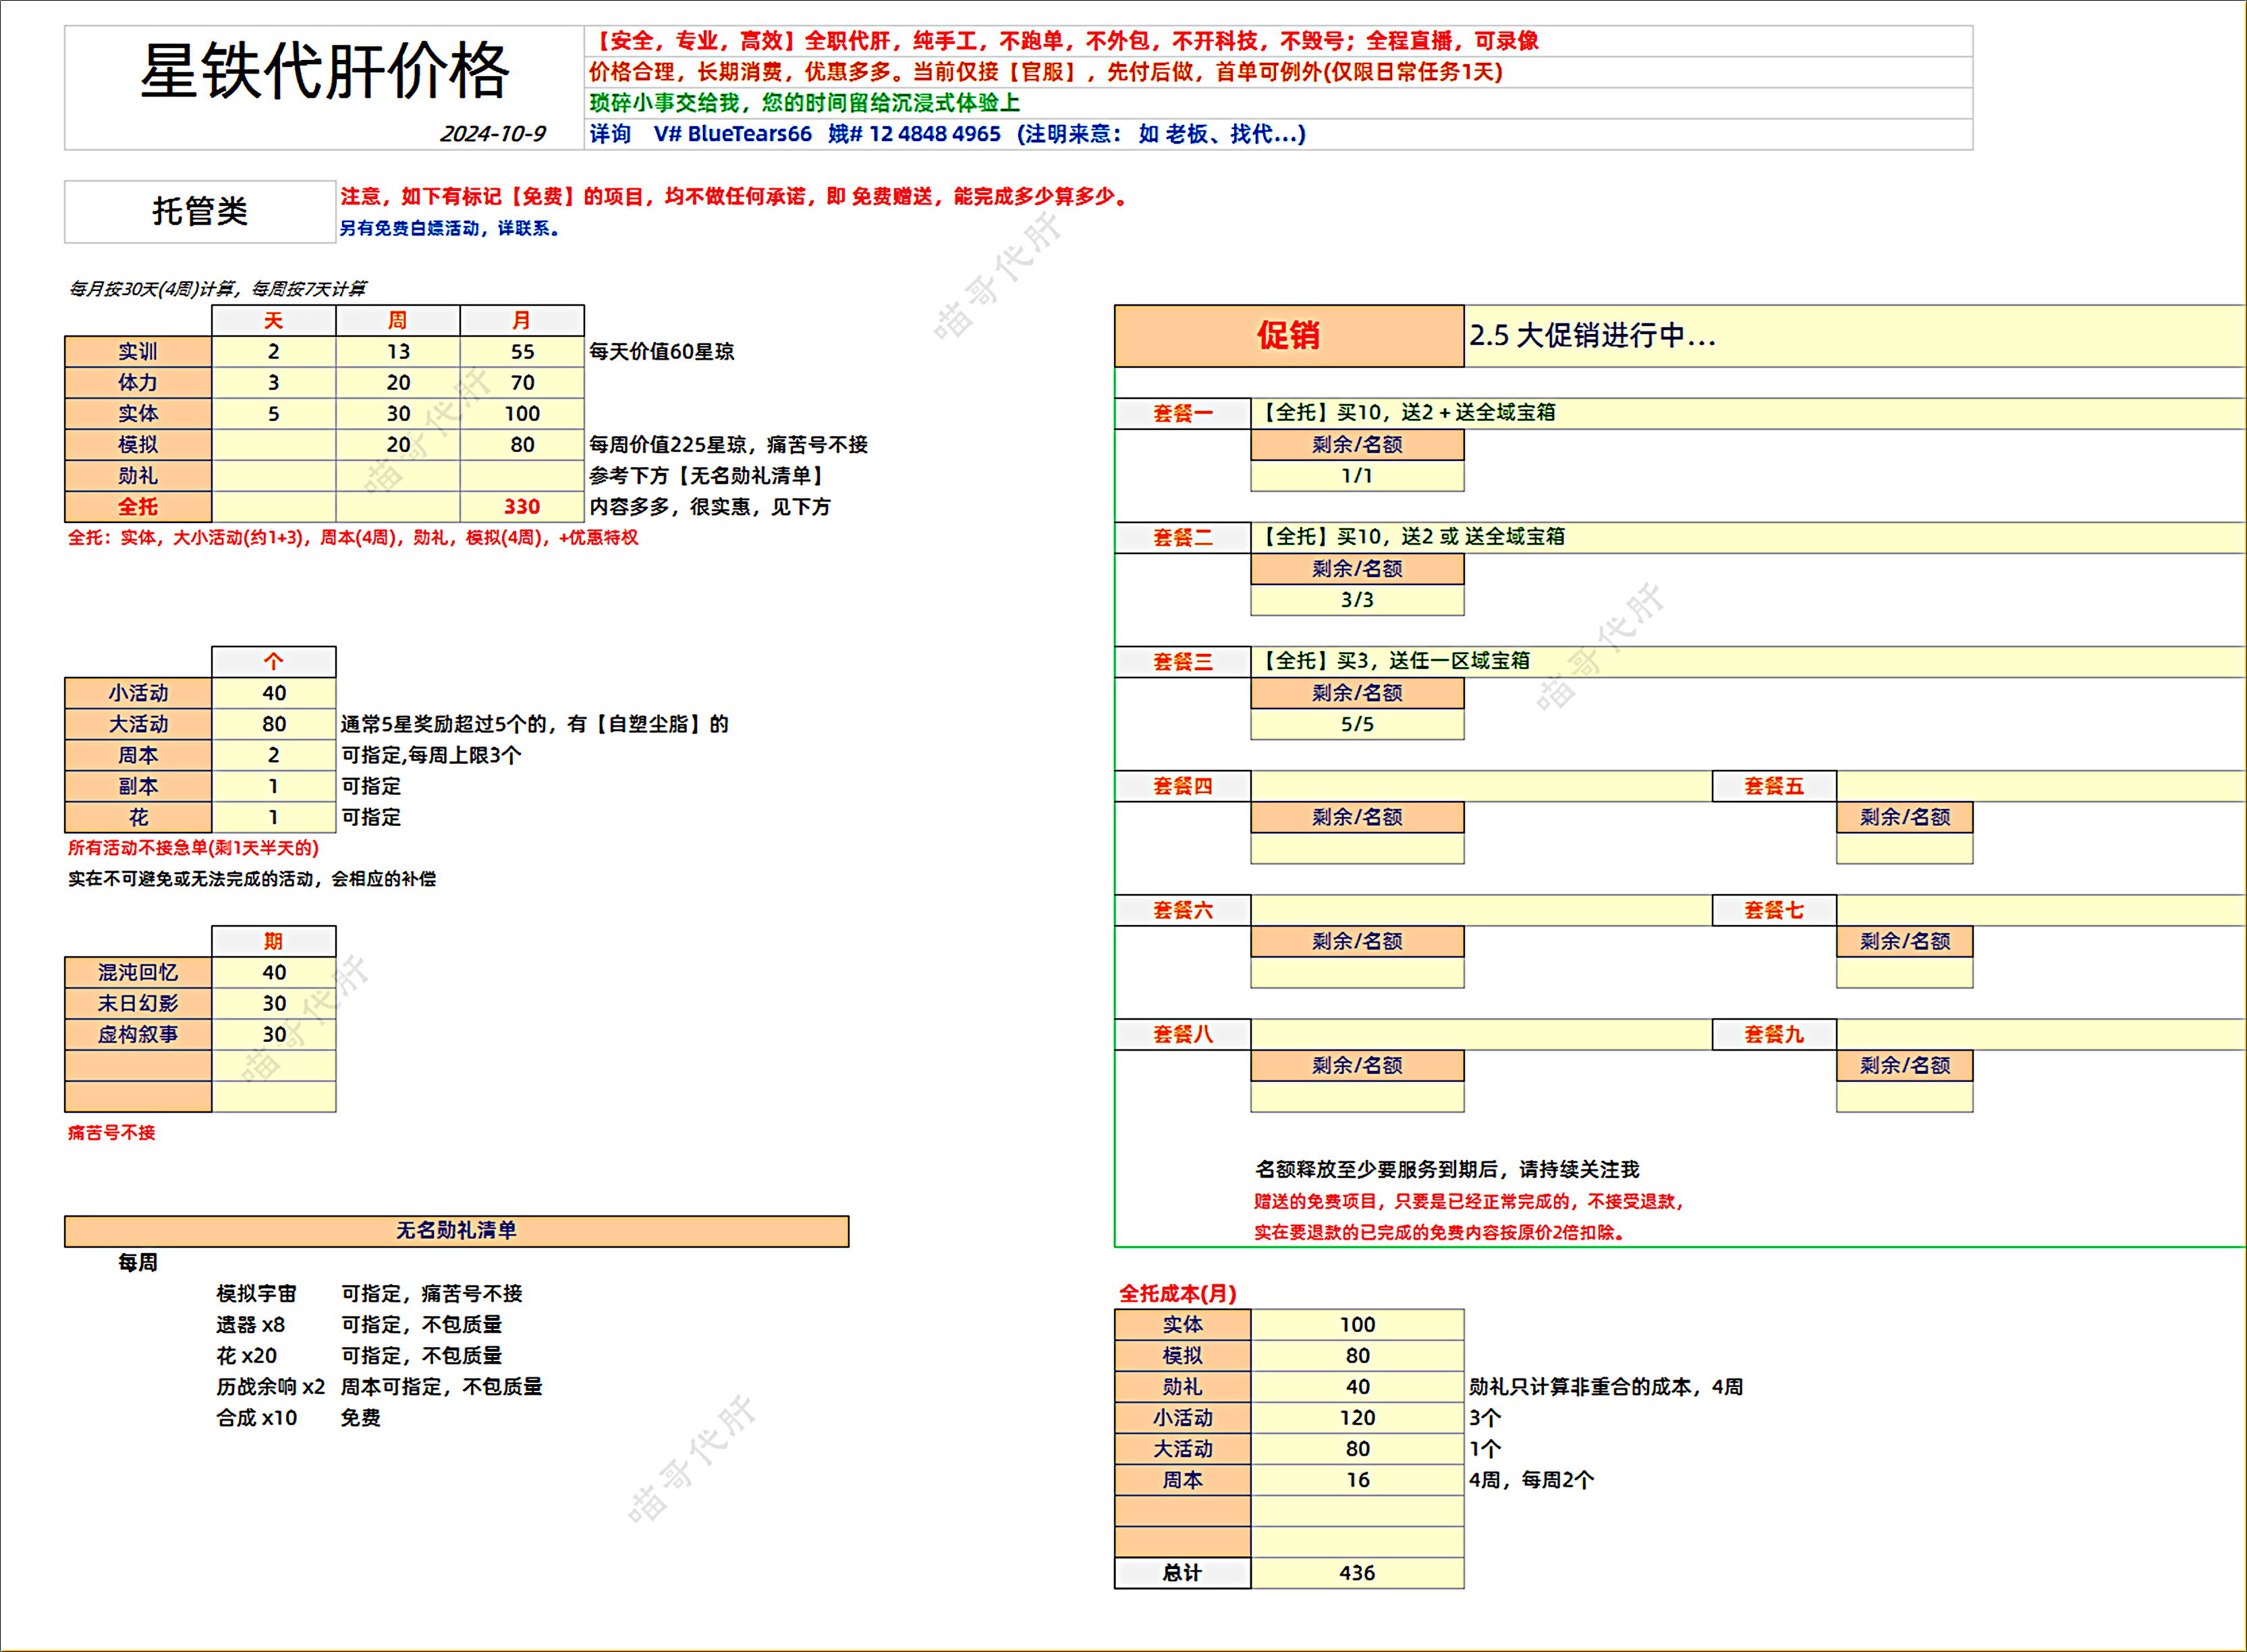 星铁代肝价格
2024-10-9
【安全，专业，高效】全职代肝，纯手工，不跑单，不外包，不开科技，不毁号；全程直播，可录像
价格合理，长期消费，优惠多多。当前仅接【官服】，先付后做，首单可例外(仅限日常任务1天)
琐碎小事交给我，您的时间留给沉浸式体验上
详询 V# BlueTears66 娥# 12 4848 4965 (注明来意： 如 老板、找代...)
托管类
注意，如下有标记【免费】的项目，均不做任何承诺，即 免费赠送，能完成多少算多少。
另有免费白嫖活动，详联系。
每月按30天(4周)计算，每周按7天计算
天 周 月
实训 2 13 55 每天价值60星琼
体力 3 20 70
实体 5 30 100
模拟 20 80 每周价值225星琼，痛苦号不接
勋礼 参考下方【无名勋礼清单】
全托 330 内容多多，很实惠，见下方
全托：实体，大小活动(约1+3)，周本(4周)，勋礼，模拟(4周)，+优惠特权
个
小活动 40
大活动 80 通常5星奖励超过5个的，有【自塑尘脂】的
周本 2 可指定,每周上限3个
副本 1 可指定
花 1 可指定
所有活动不接急单(剩1天半天的)
实在不可避免或无法完成的活动，会相应的补偿
期
混沌回忆 40
末日幻影 30
虚构叙事 30
痛苦号不接
无名勋礼清单
每周
模拟宇宙 可指定，痛苦号不接
遗器 x8 可指定，不包质量
花 x20 可指定，不包质量
历战余响 x2 周本可指定，不包质量
合成 x10 免费
促销 2.5 大促销进行中...
套餐一 【全托】买10，送2 + 送全域宝箱
剩余/名额
1/1
套餐二 【全托】买10，送2 或 送全域宝箱
剩余/名额
3/3
套餐三 【全托】买3，送任一区域宝箱
剩余/名额
5/5
套餐四 套餐五
剩余/名额 剩余/名额
套餐六 套餐七
剩余/名额 剩余/名额
套餐八 套餐九
剩余/名额 剩余/名额
名额释放至少要服务到期后，请持续关注我
赠送的免费项目，只要是已经正常完成的，不接受退款，
实在要退款的已完成的免费内容按原价2倍扣除。
全托成本(月)
实体 100
模拟 80
勋礼 40 勋礼只计算非重合的成本，4周
小活动 120 3个
大活动 80 1个
周本 16 4周，每周2个
总计 436
喵哥代肝
喵哥代肝
喵哥代肝
喵哥代肝
喵哥代肝